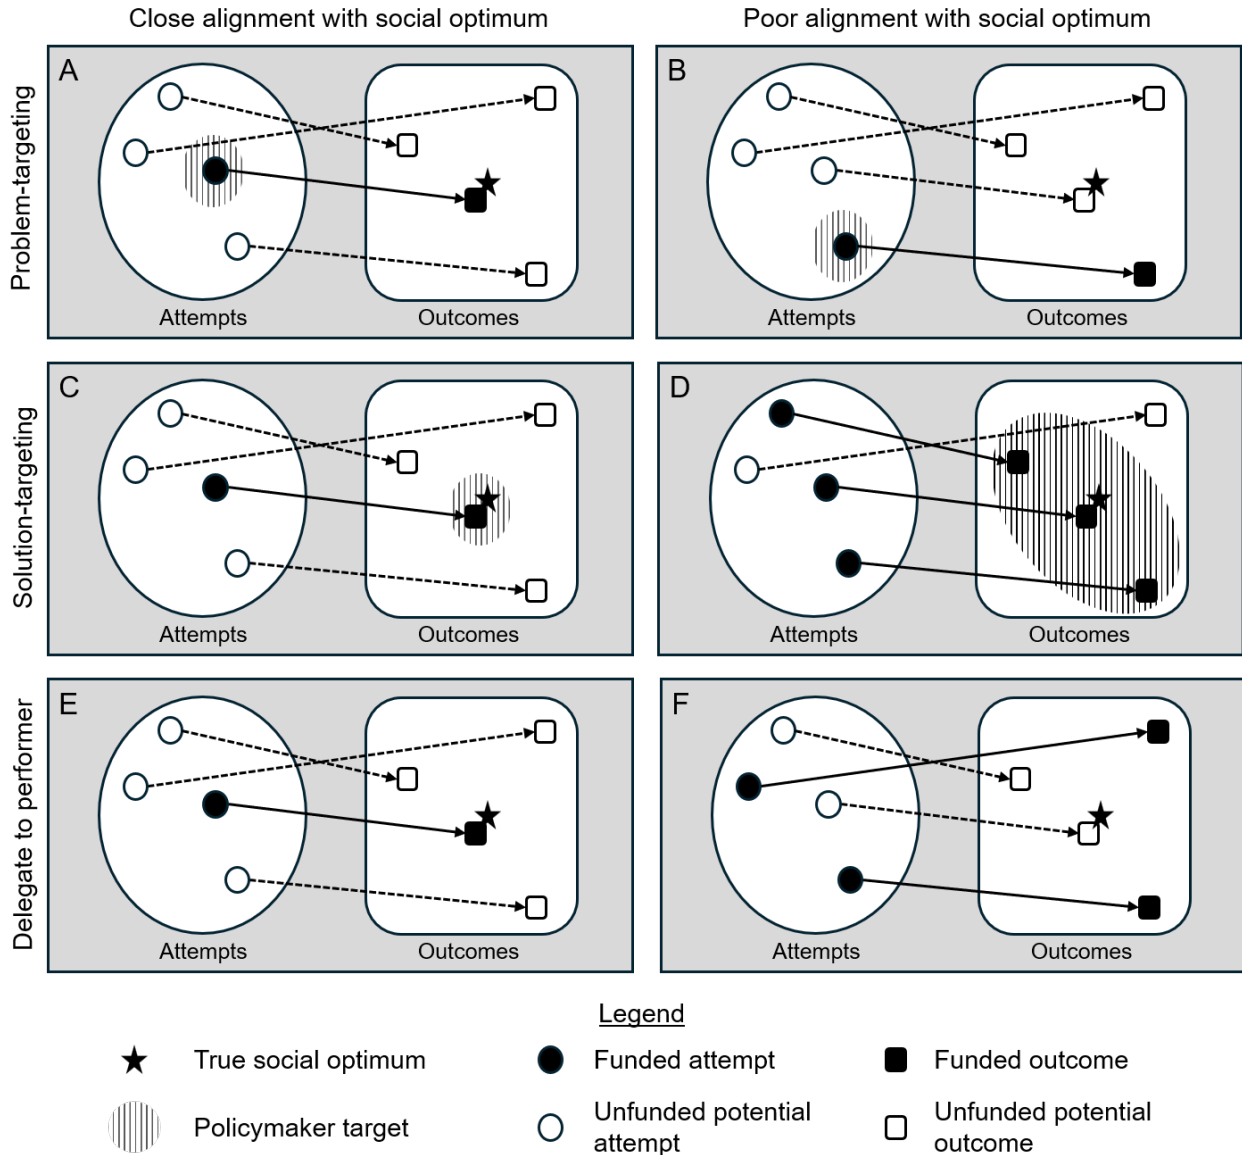 Close alignment with social optimum
Poor alignment with social optimum
Problem-targeting
A
Attempts
Outcomes
B
Attempts
Outcomes
Solution-targeting
C
Attempts
Outcomes
D
Attempts
Outcomes
Delegate to performer
E
Attempts
Outcomes
F
Attempts
Outcomes
Legend
True social optimum
Funded attempt
Funded outcome
Policymaker target
Unfunded potential
attempt
Unfunded potential
outcome